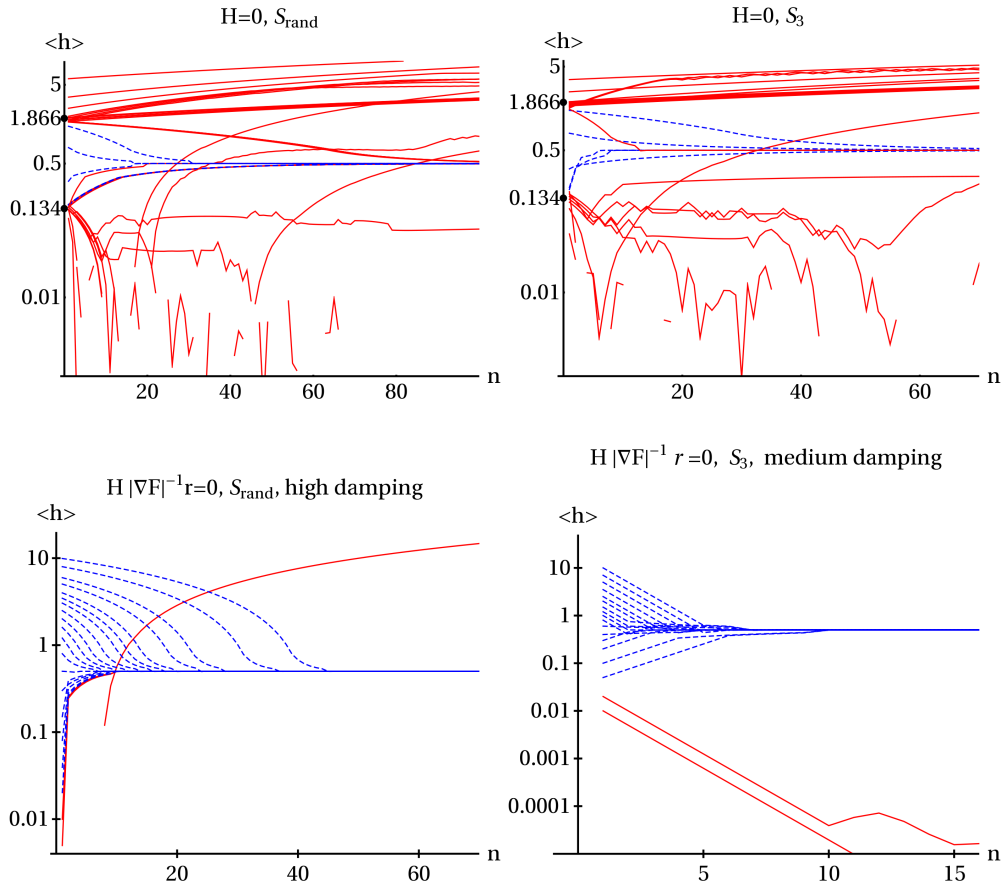 H=0, S_rand
<h>
5
1.866
0.5
0.134
0.01
20 40 60 80 n
H=0, S_3
<h>
5
1.866
0.5
0.134
0.01
20 40 60 n
H |∇F|⁻¹r=0, S_rand, high damping
<h>
10
1
0.1
0.01
20 40 60 n
H |∇F|⁻¹ r =0, S_3, medium damping
<h>
10
1
0.1
0.01
0.001
0.0001
5 10 15 n